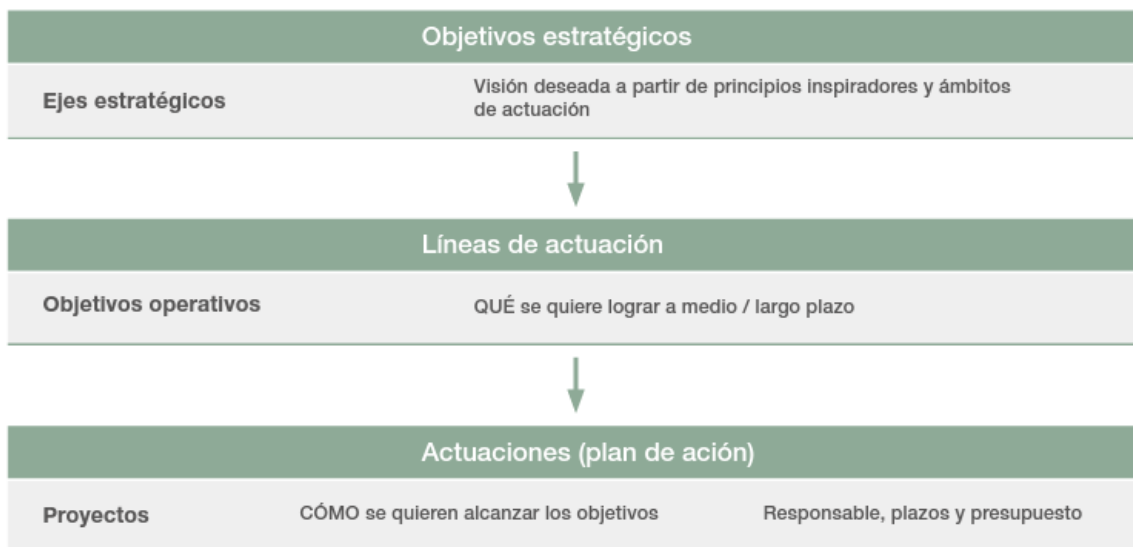 Objetivos estratégicos
Ejes estratégicos
Visión deseada a partir de principios inspiradores y ámbitos
de actuación
Líneas de actuación
Objetivos operativos
QUÉ se quiere lograr a medio / largo plazo
Actuaciones (plan de ación)
Proyectos
CÓMO se quieren alcanzar los objetivos
Responsable, plazos y presupuesto